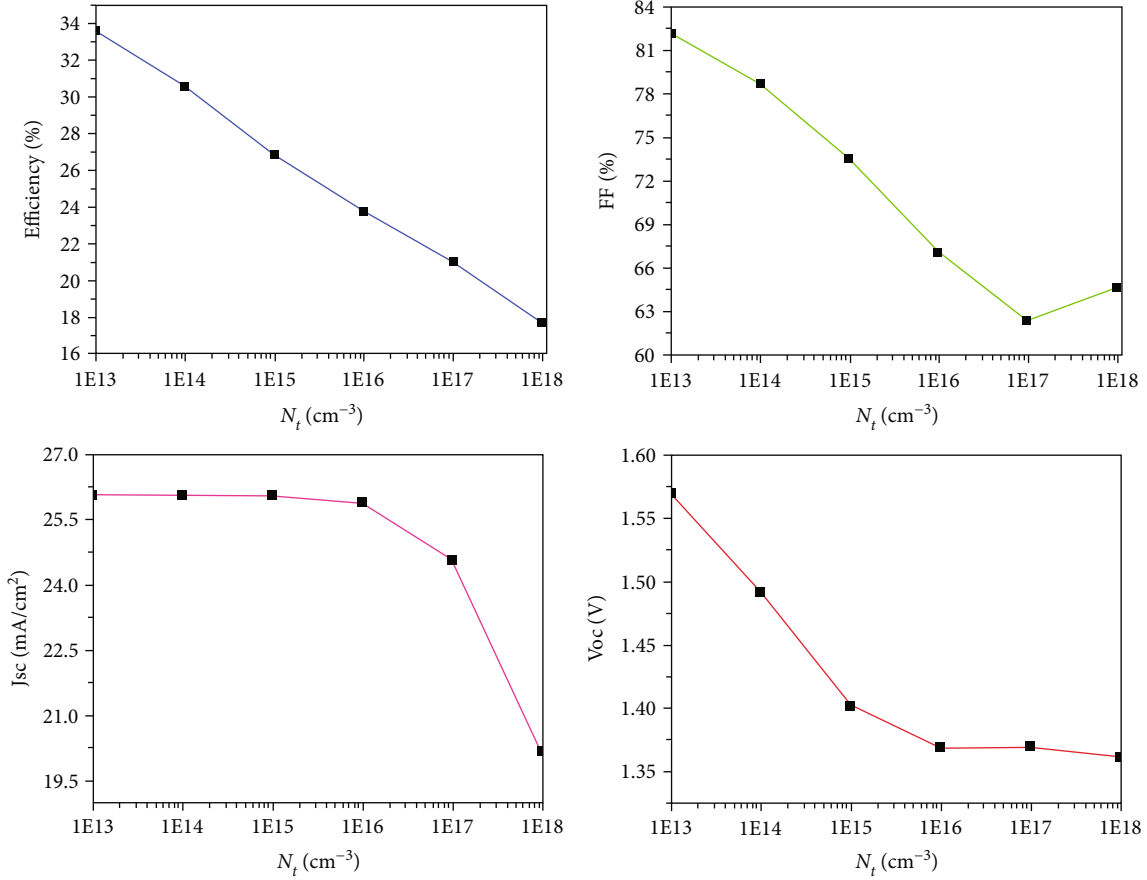 34
32
30
28
26
24
22
20
18
16
Efficiency (%)
1E13 1E14 1E15 1E16 1E17 1E18
N_t (cm⁻³)
84
81
78
75
72
69
66
63
60
FF (%)
1E13 1E14 1E15 1E16 1E17 1E18
N_t (cm⁻³)
27.0
25.5
24.0
22.5
21.0
19.5
Jsc (mA/cm²)
1E13 1E14 1E15 1E16 1E17 1E18
N_t (cm⁻³)
1.60
1.55
1.50
1.45
1.40
1.35
Voc (V)
1E13 1E14 1E15 1E16 1E17 1E18
N_t (cm⁻³)